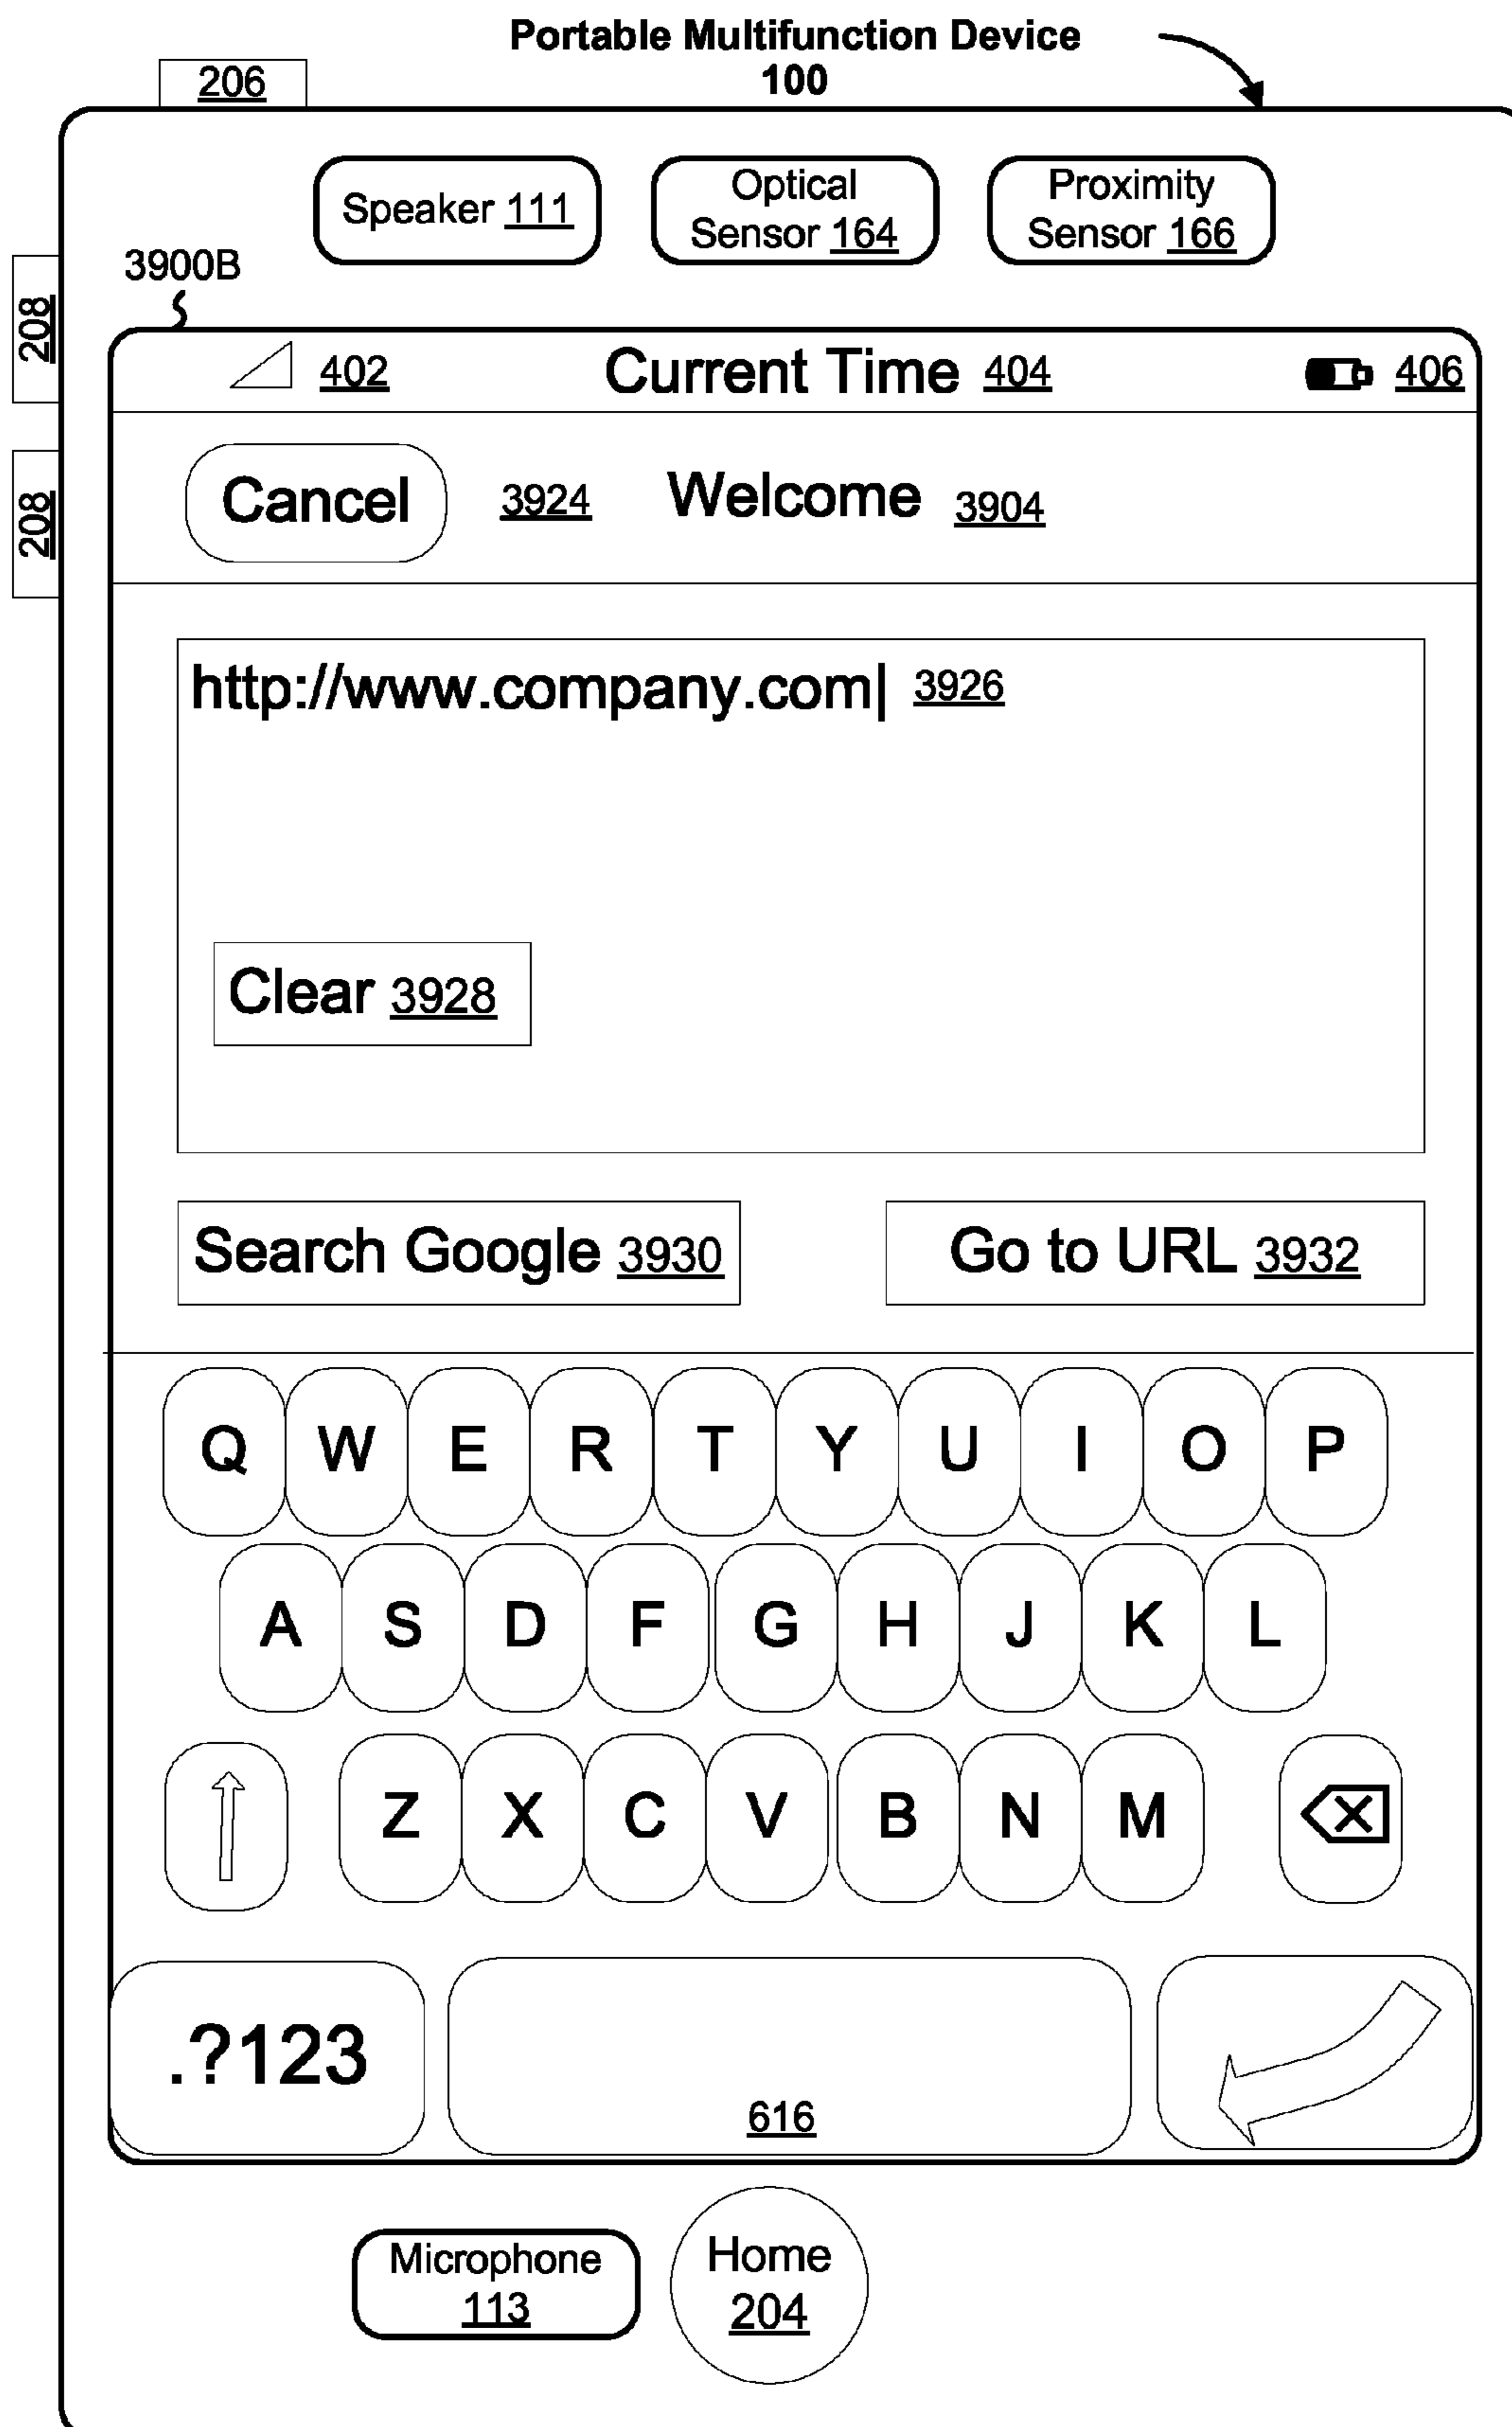 Portable Multifunction Device
100
206
Speaker 111
Optical
Sensor 164
Proximity
Sensor 166
3900B
208
208
402 Current Time 404 406
Cancel 3924 Welcome 3904
http://www.company.com| 3926
Clear 3928
Search Google 3930 Go to URL 3932
Q W E R T Y U I O P
A S D F G H J K L
Z X C V B N M
.?123
616
Microphone
113
Home
204